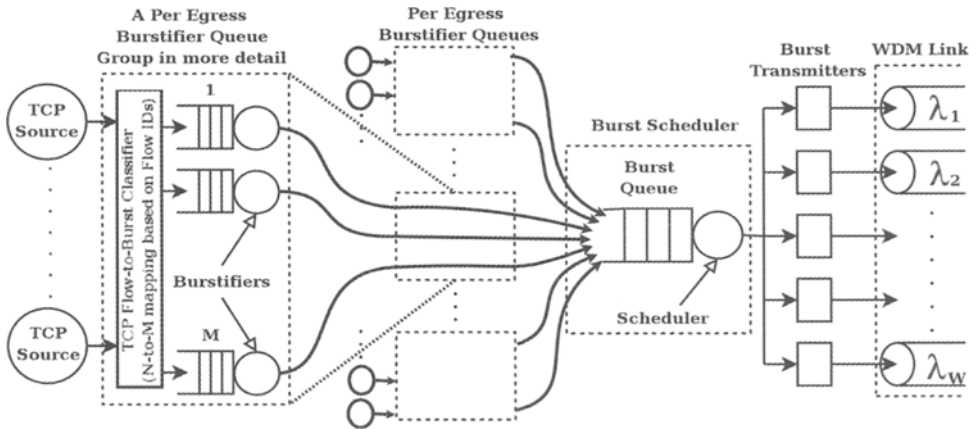 A Per Egress
Burstifier Queue
Group in more detail
Per Egress
Burstifier Queues
Burst
Transmitters
WDM Link
TCP
Source
TCP
Source
TCP Flow-to-Burst Classifier
(N-to-M mapping based on Flow IDs)
1
M
Burstifiers
Burst Scheduler
Burst
Queue
Scheduler
λ1
λ2
λW